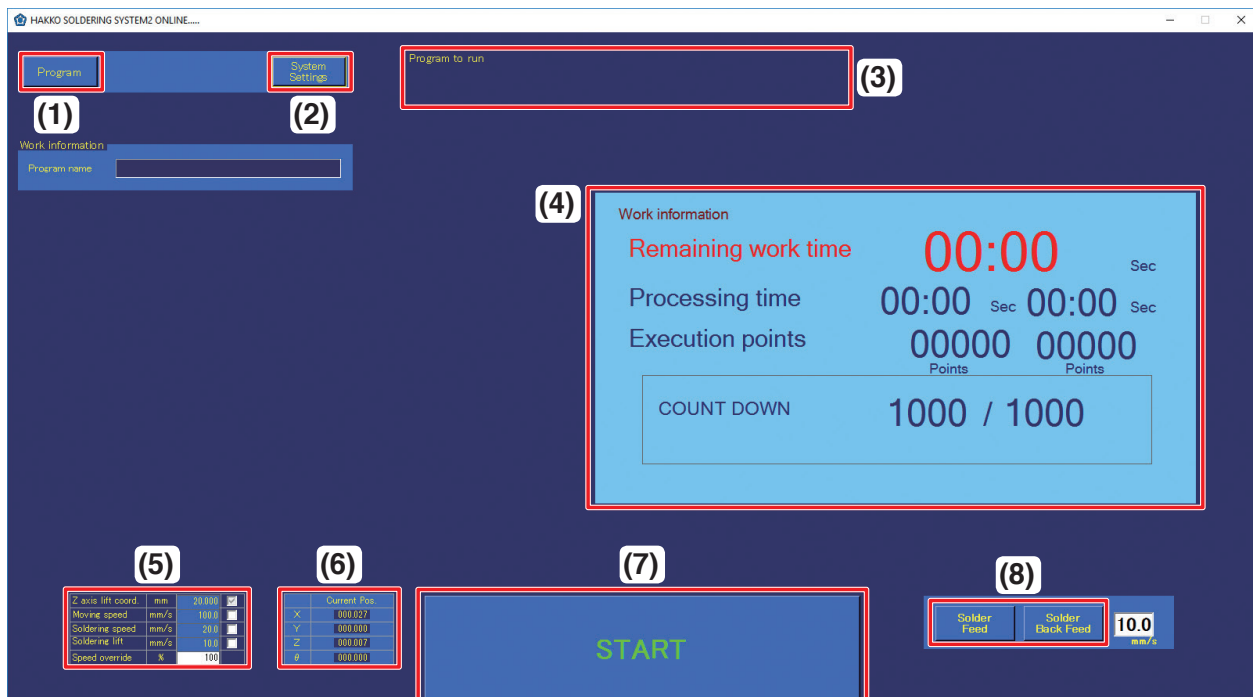 HAKKO SOLDERING SYSTEM2 ONLINE.....
Program
System
Settings
Program to run
(1)
(2)
(3)
Work information
Program name
(4)
Work information
Remaining work time 00:00 Sec
Processing time 00:00 Sec 00:00 Sec
Execution points 00000 00000
Points Points
COUNT DOWN 1000 / 1000
(5)
(6)
(7)
(8)
Z axis lift coord. mm 20.000
Moving speed mm/s 100.0
Soldering speed mm/s 20.0
Soldering lift mm/s 10.0
Speed override % 100
Current Pos.
X 000.027
Y 000.000
Z 000.007
θ 000.000
START
Solder
Feed
Solder
Back Feed
10.0
mm/s